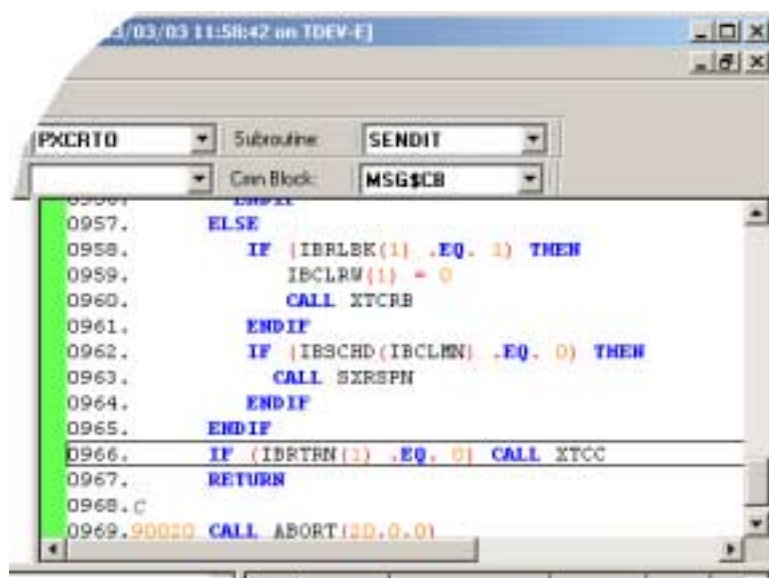 3/03/03 11:58:42 on TDEV-E]
PXCRTO Subroutine: SENDIT
Cmn Block: MSG$CB
0956. ENDIF
0957. ELSE
0958. IF (IBRLBK(1) .EQ. 1) THEN
0959. IBCLRW(1) = 0
0960. CALL XTCRB
0961. ENDIF
0962. IF (IBSCHD(IBCLMN) .EQ. 0) THEN
0963. CALL SXRSPN
0964. ENDIF
0965. ENDIF
0966. IF (IBRTRN(1) .EQ. 0) CALL XTCC
0967. RETURN
0968.C
0969.90020 CALL ABORT(20,0,0)